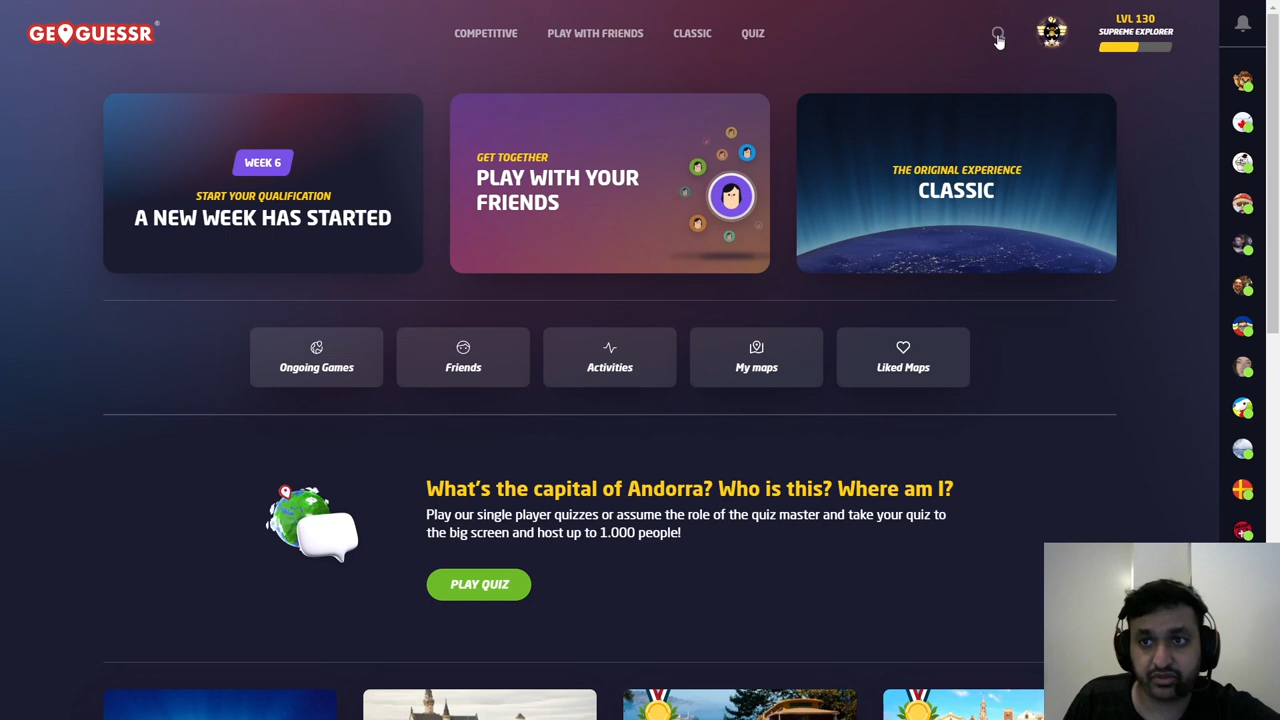 GEOGUESSR®
COMPETITIVE
PLAY WITH FRIENDS
CLASSIC
QUIZ
LVL 130
SUPREME EXPLORER
WEEK 6
START YOUR QUALIFICATION
A NEW WEEK HAS STARTED
GET TOGETHER
PLAY WITH YOUR
FRIENDS
THE ORIGINAL EXPERIENCE
CLASSIC
Ongoing Games
Friends
Activities
My maps
Liked Maps
What's the capital of Andorra? Who is this? Where am I?
Play our single player quizzes or assume the role of the quiz master and take your quiz to
the big screen and host up to 1.000 people!
PLAY QUIZ